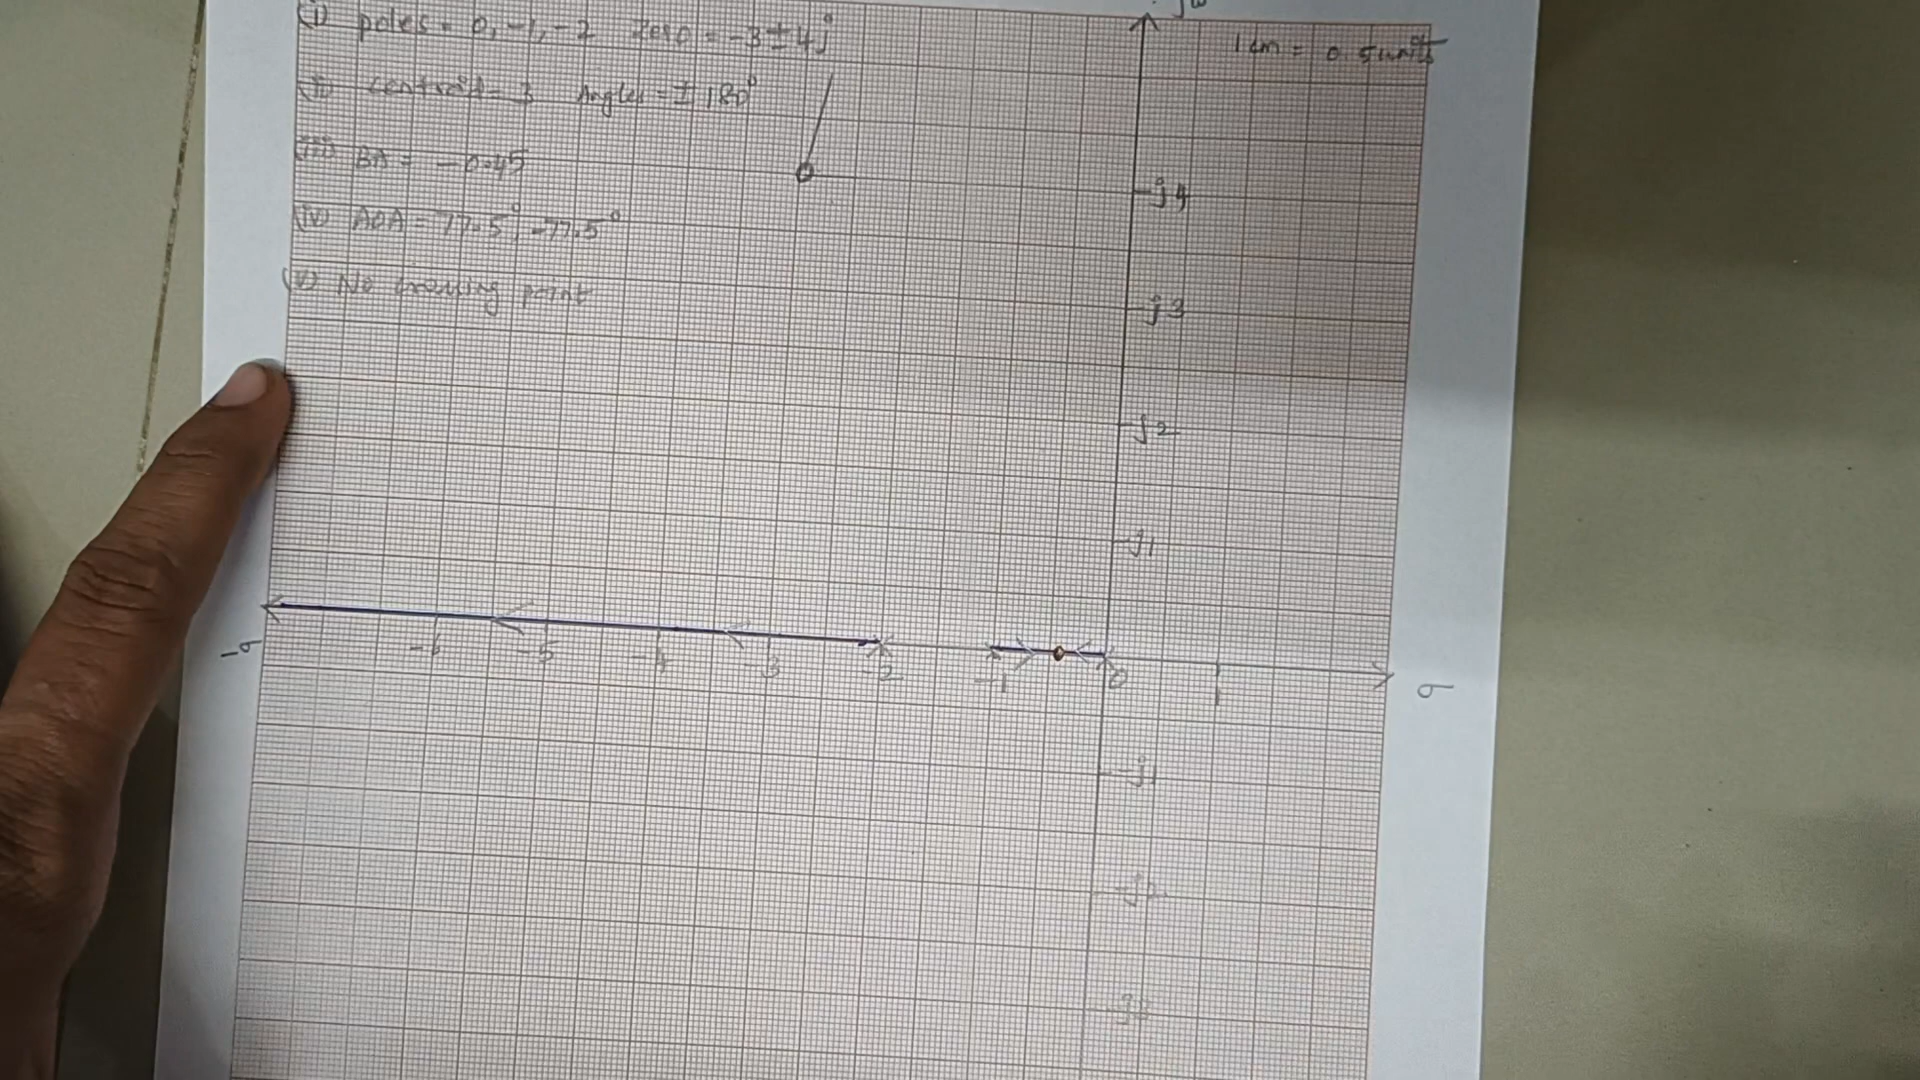 jω
(i) poles = 0, -1, -2 Zero = -3 ± 4j
1 cm = 0.5 units
(ii) centroid = 3 Angles = ± 180°
(iii) BA = -0.45
j4
(iv) AOA = 77.5°, -77.5°
(v) No crossing point
j3
j2
j1
-σ -6 -5 -4 -3 -2 -1 0 1 σ
-j1
-j2
-j3